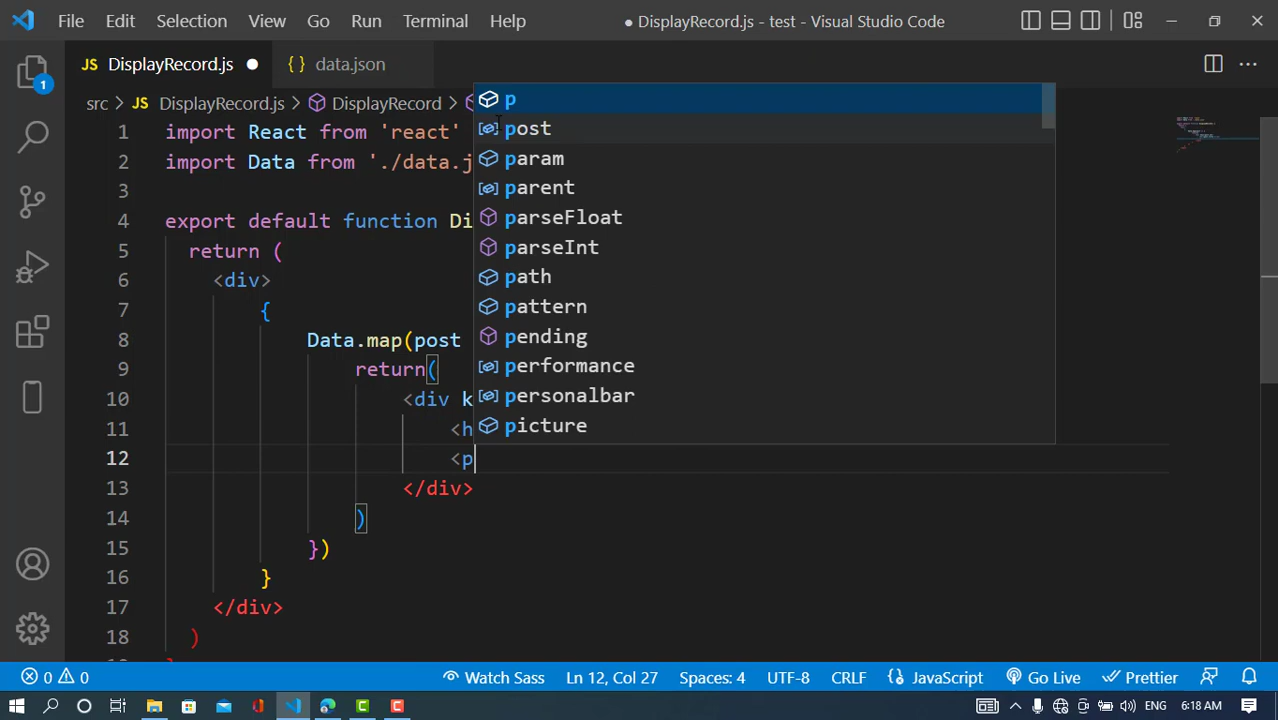 File Edit Selection View Go Run Terminal Help DisplayRecord.js - test - Visual Studio Code
JS DisplayRecord.js {} data.json
src > JS DisplayRecord.js > DisplayRecord >
1 import React from 'react'
2 import Data from './data.j
3
4 export default function Di
5 return (
6 <div>
7 {
8 Data.map(post
9 return(
10 <div k
11 <h
12 <p
13 </div>
14 )
15 })
16 }
17 </div>
18 )
p
post
param
parent
parseFloat
parseInt
path
pattern
pending
performance
personalbar
picture
1
0 0 Watch Sass Ln 12, Col 27 Spaces: 4 UTF-8 CRLF {} JavaScript Go Live Prettier
ENG 6:18 AM